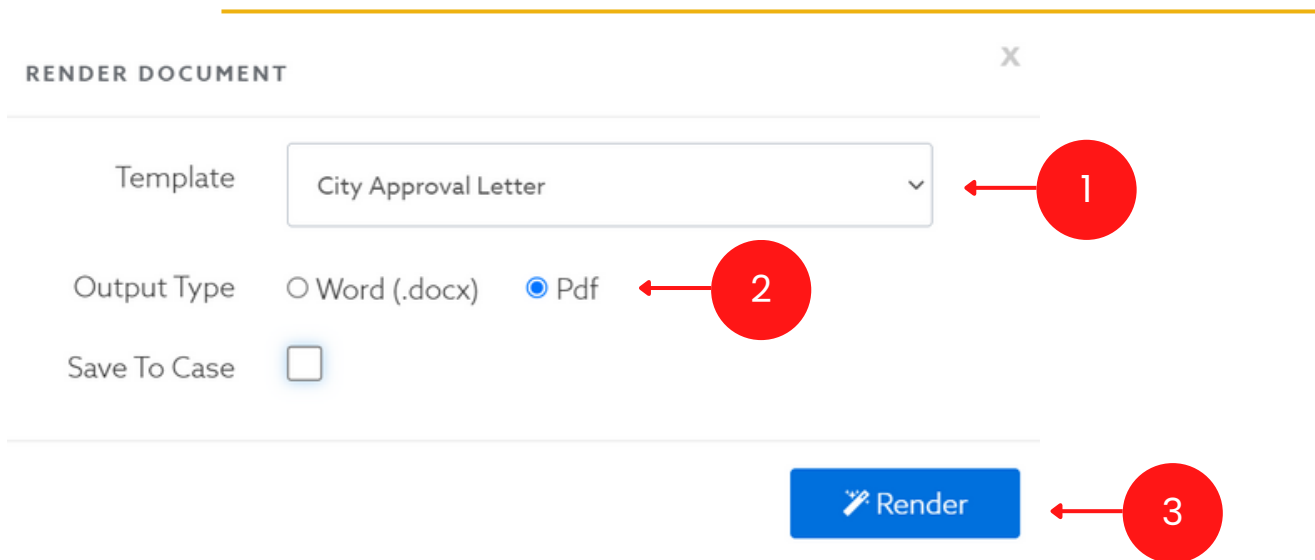 RENDER DOCUMENT
X
Template
City Approval Letter
1
Output Type
Word (.docx)
Pdf
2
Save To Case
Render
3